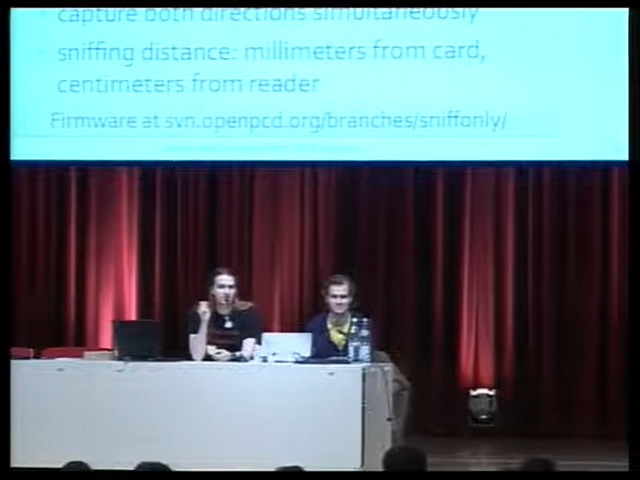 capture both directions simultaneously
sniffing distance: millimeters from card,
centimeters from reader
Firmware at svn.openpcd.org/branches/sniffonly/